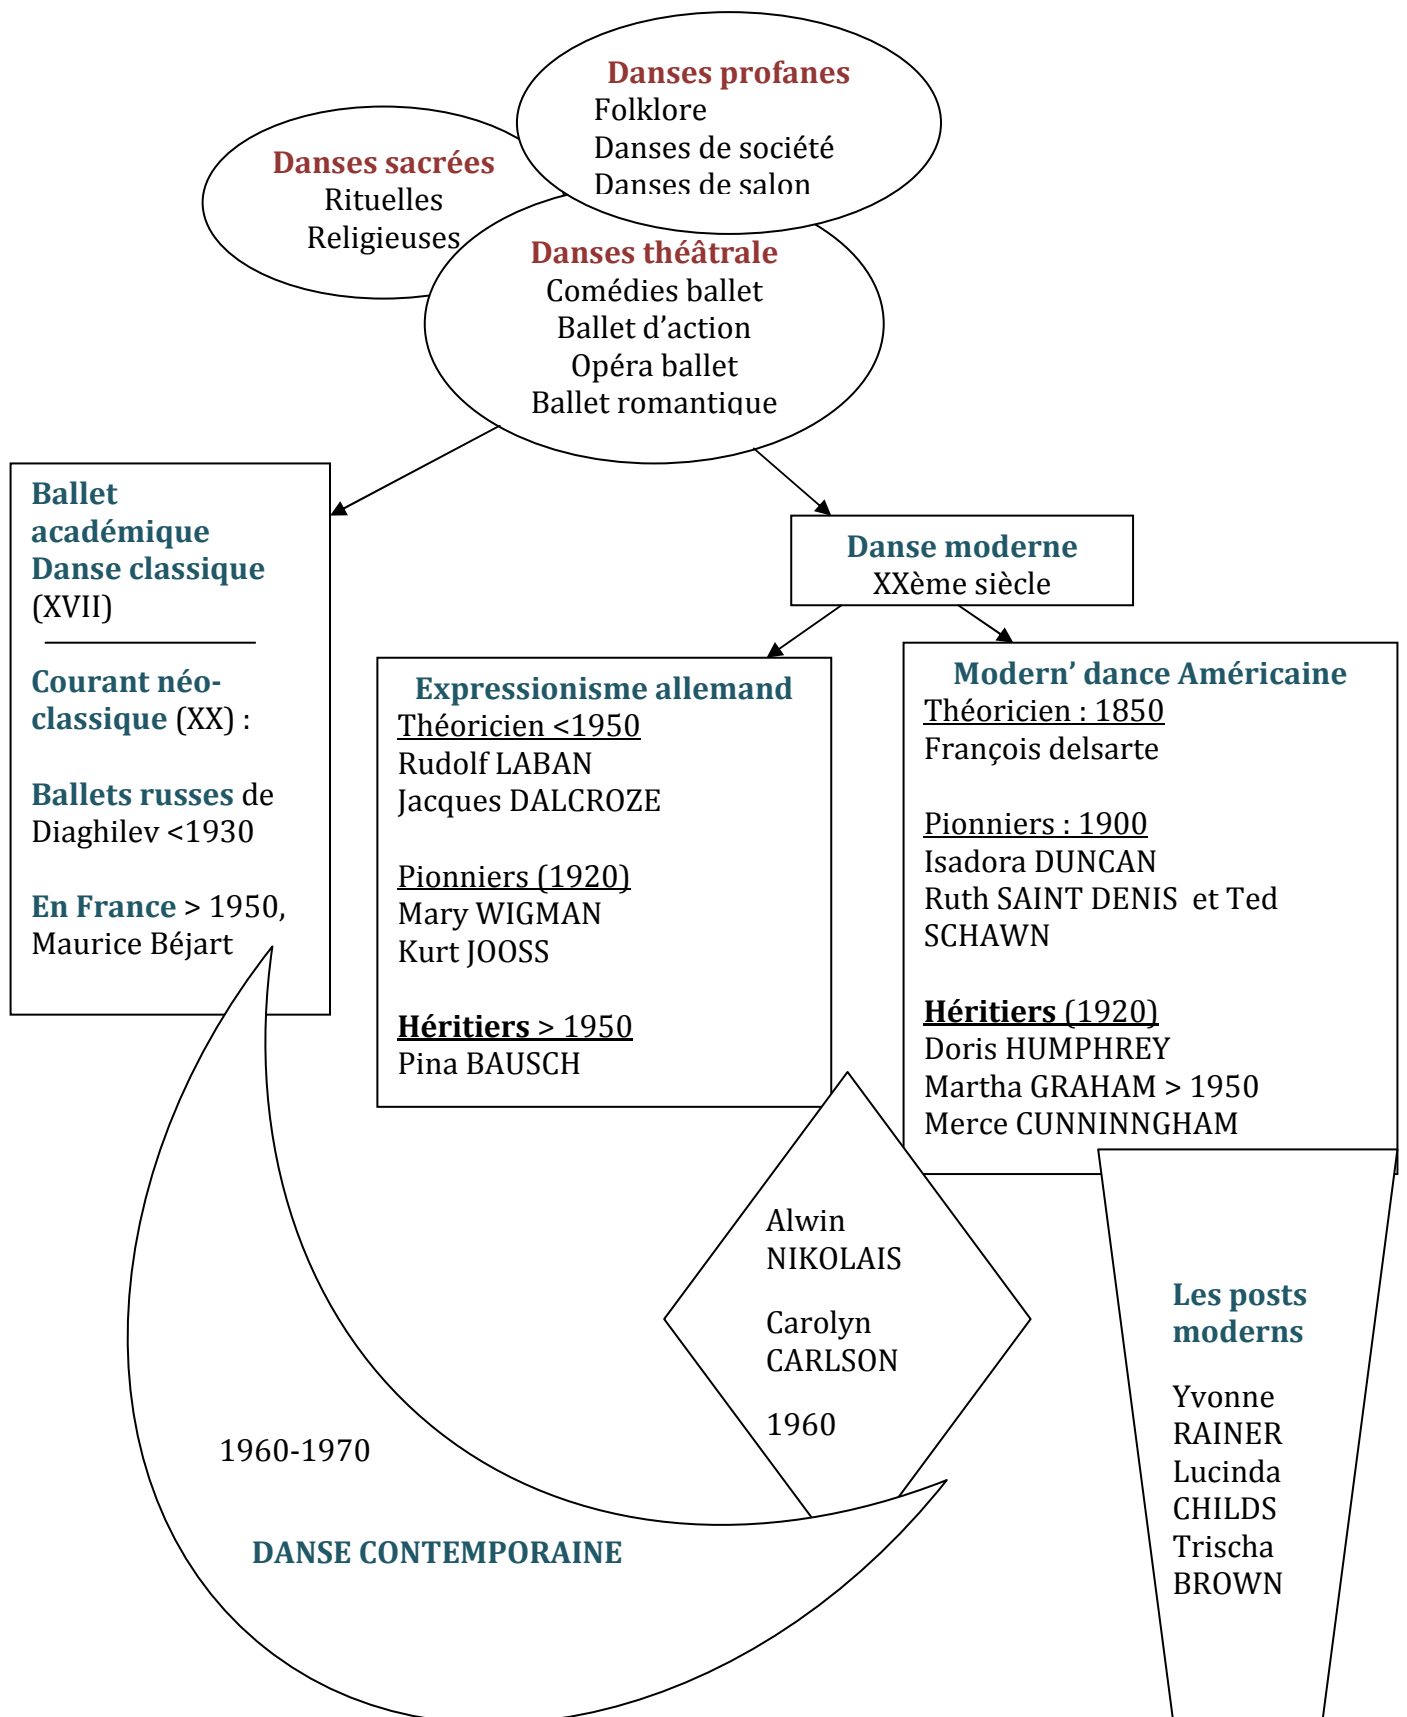 Danses profanes
Folklore
Danses de société
Danses de salon
Danses sacrées
Rituelles
Religieuses
Danses théâtrale
Comédies ballet
Ballet d’action
Opéra ballet
Ballet romantique
Ballet
académique
Danse classique
(XVII)
Courant néo-
classique (XX) :
Ballets russes de
Diaghilev <1930
En France > 1950,
Maurice Béjart
Danse moderne
XXème siècle
Expressionisme allemand
Théoricien <1950
Rudolf LABAN
Jacques DALCROZE
Pionniers (1920)
Mary WIGMAN
Kurt JOOSS
Héritiers > 1950
Pina BAUSCH
Modern’ dance Américaine
Théoricien : 1850
François delsarte
Pionniers : 1900
Isadora DUNCAN
Ruth SAINT DENIS et Ted
SCHAWN
Héritiers (1920)
Doris HUMPHREY
Martha GRAHAM > 1950
Merce CUNNINNGHAM
Alwin
NIKOLAIS
Carolyn
CARLSON
1960
Les posts
moderns
Yvonne
RAINER
Lucinda
CHILDS
Trischa
BROWN
1960-1970
DANSE CONTEMPORAINE